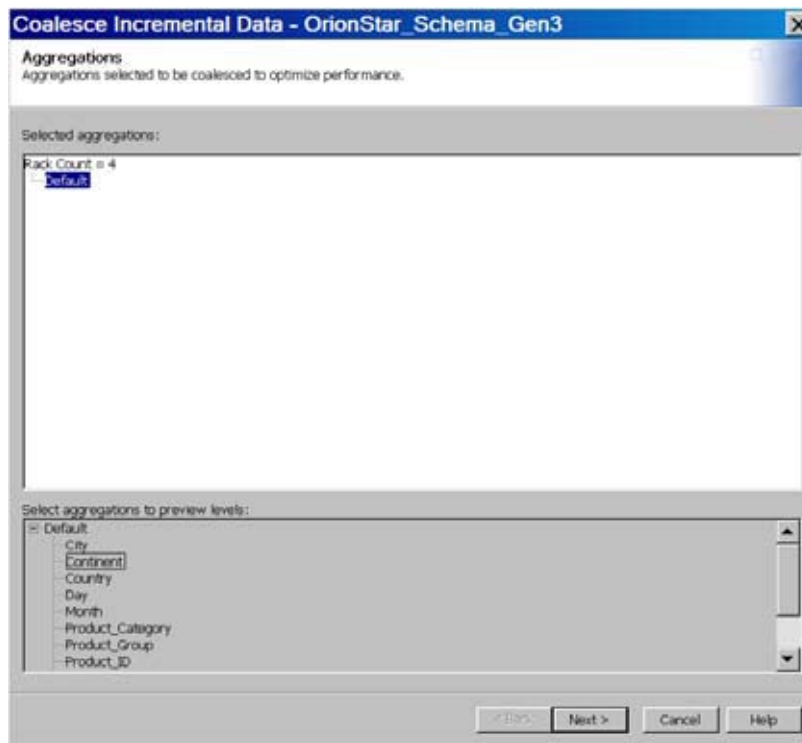 Coalesce Incremental Data - OrionStar_Schema_Gen3
Aggregations
Aggregations selected to be coalesced to optimize performance.
Selected aggregations:
Rack Count = 4
Default
Select aggregations to preview levels:
Default
City
Continent
Country
Day
Month
Product_Category
Product_Group
Product_ID
< Back
Next >
Cancel
Help